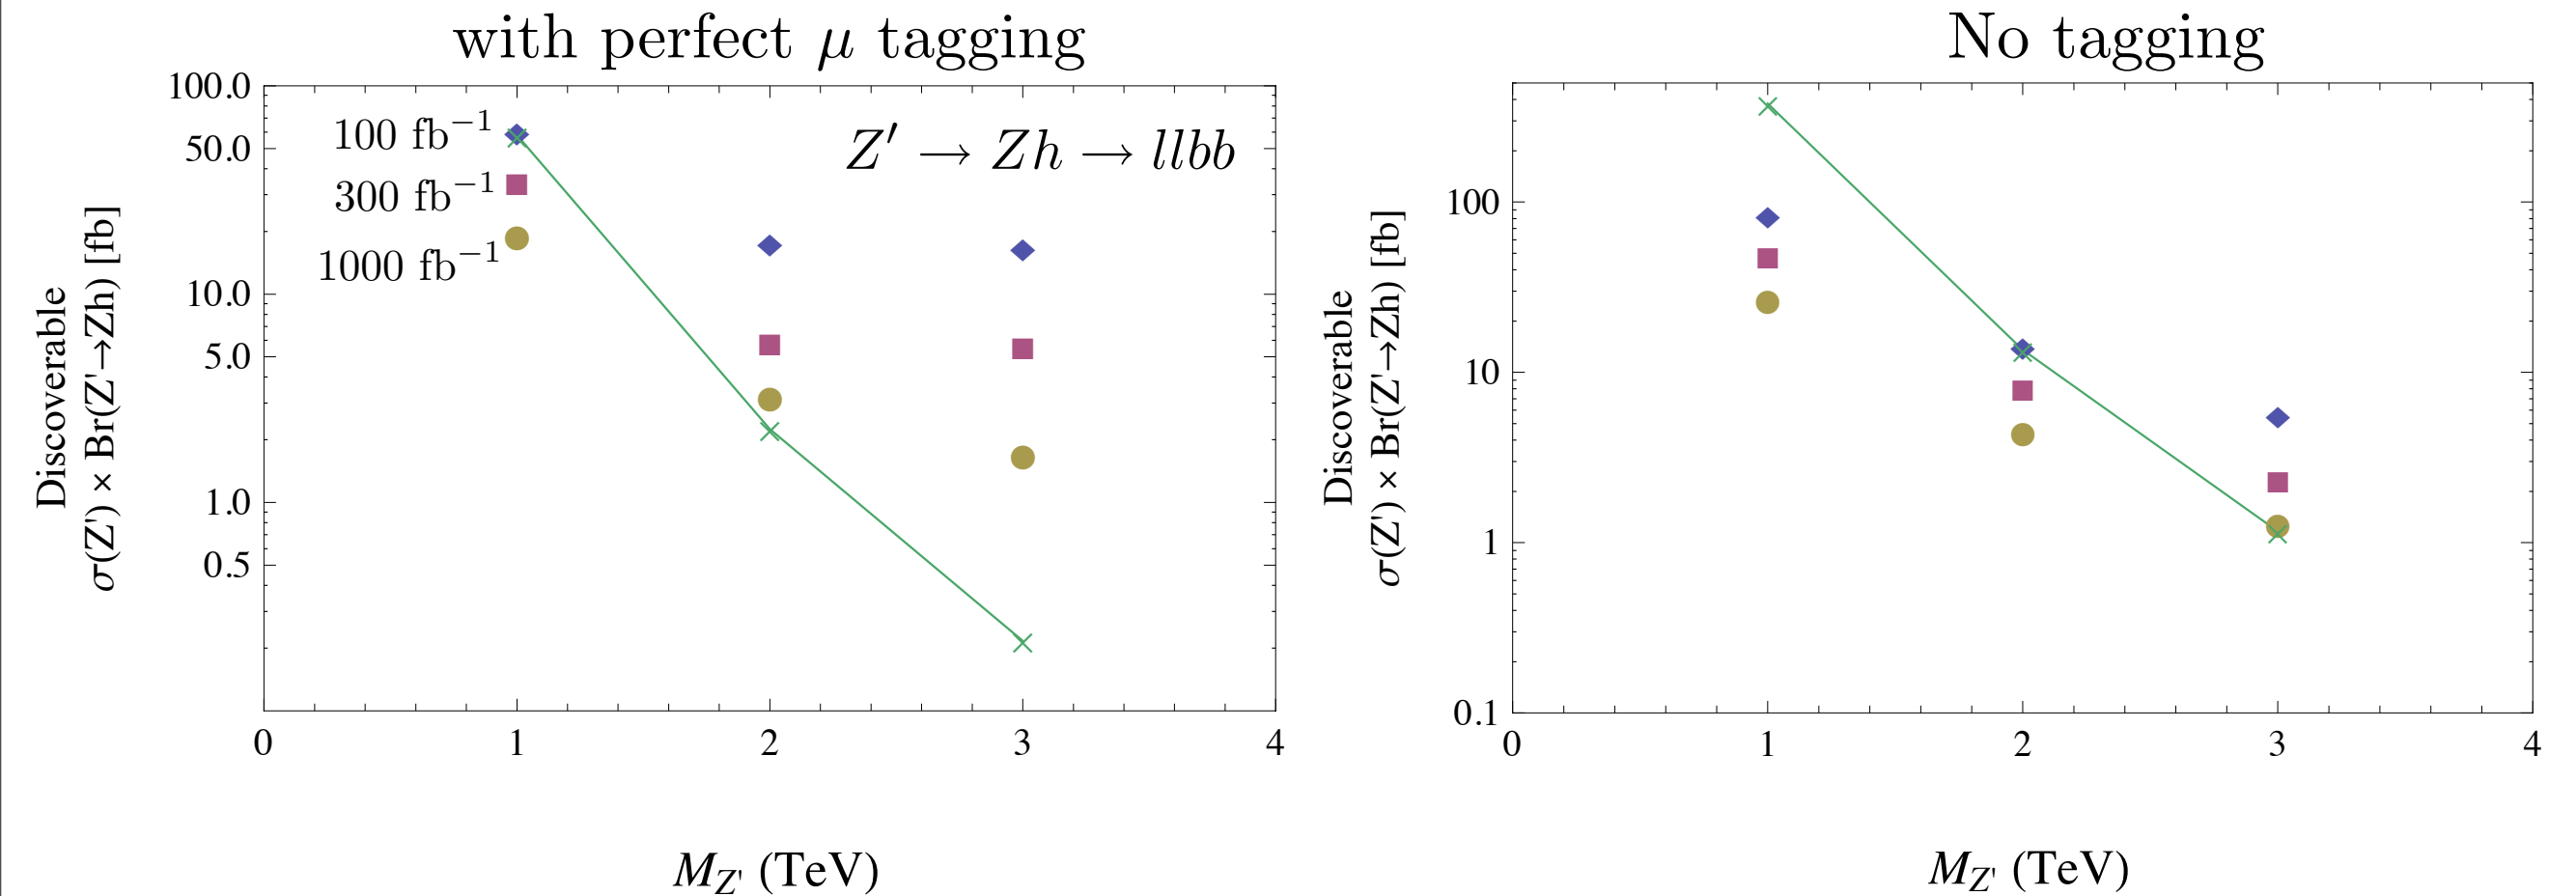 with perfect μ tagging
100.0
50.0
10.0
5.0
1.0
0.5
100 fb⁻¹
300 fb⁻¹
1000 fb⁻¹
Z′ → Zh → llbb
Discoverable
σ(Z') × Br(Z'→Zh) [fb]
0 1 2 3 4
M_Z' (TeV)
No tagging
100
10
1
0.1
Discoverable
σ(Z') × Br(Z'→Zh) [fb]
0 1 2 3 4
M_Z' (TeV)